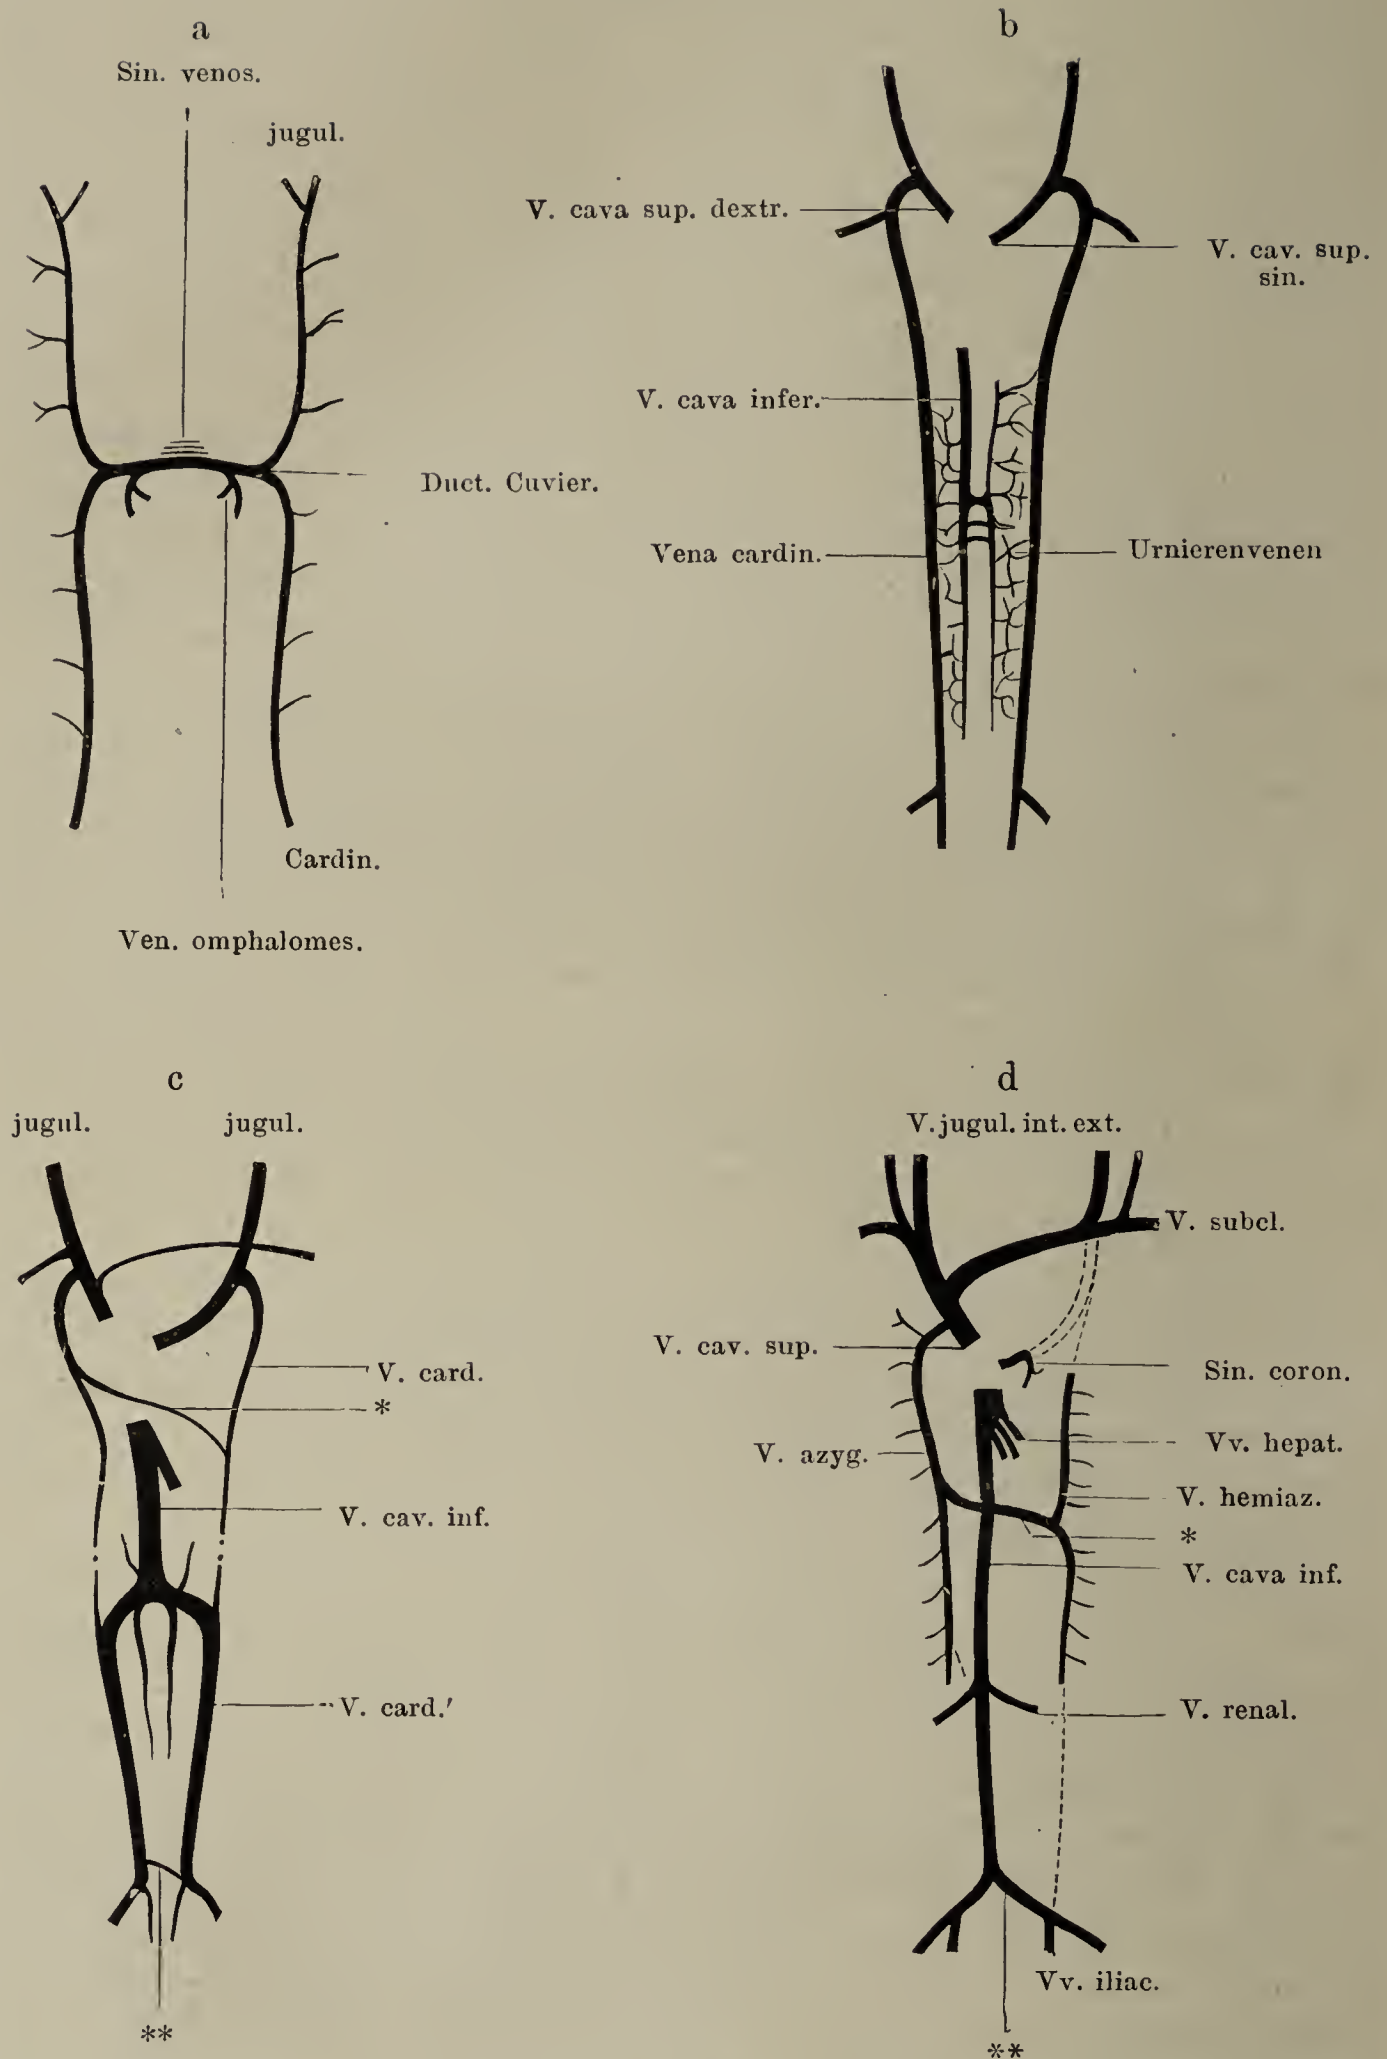 a
Sin. venos.
jugul.
Duct. Cuvier.
Cardin.
Ven. omphalomes.
b
V. cava sup. dextr.
V. cav. sup.
sin.
V. cava infer.
Vena cardin.
Urnierenvenen
c
jugul.
jugul.
V. card.
*
V. cav. inf.
V. card.′
**
d
V. jugul. int. ext.
V. subcl.
V. cav. sup.
Sin. coron.
Vv. hepat.
V. azyg.
V. hemiaz.
*
V. cava inf.
V. renal.
Vv. iliac.
**